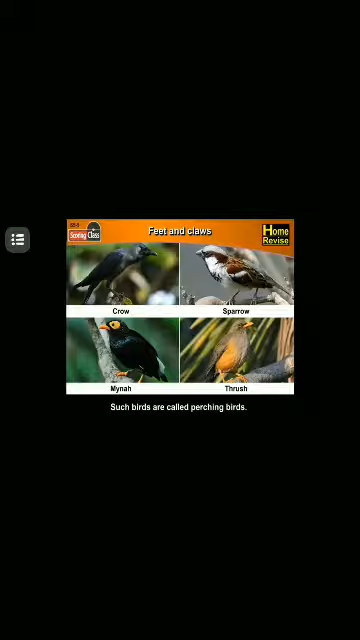 Scoring Class
Feet and claws
Home
Revise
Crow
Sparrow
Mynah
Thrush
Such birds are called perching birds.